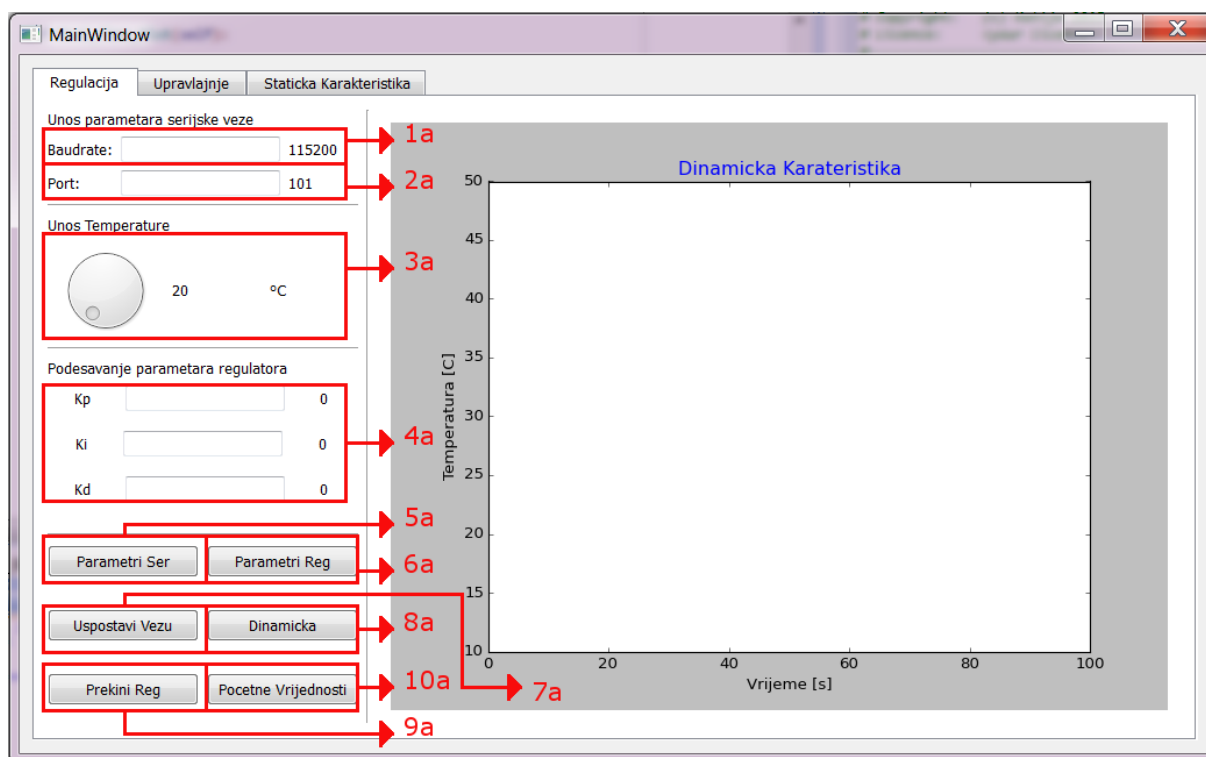 MainWindow
Regulacija
Upravlajnje
Staticka Karakteristika
Unos parametara serijske veze
Baudrate: 115200
1a
Port: 101
2a
Unos Temperature
20 ºC
3a
Podesavanje parametara regulatora
Kp 0
Ki 0
4a
Kd 0
5a
Parametri Ser
Parametri Reg
6a
Uspostavi Vezu
Dinamicka
8a
Prekini Reg
Pocetne Vrijednosti
10a
7a
9a
Dinamicka Karateristika
50
45
40
35
30
25
20
15
10
Temperatura [C]
0 20 40 60 80 100
Vrijeme [s]